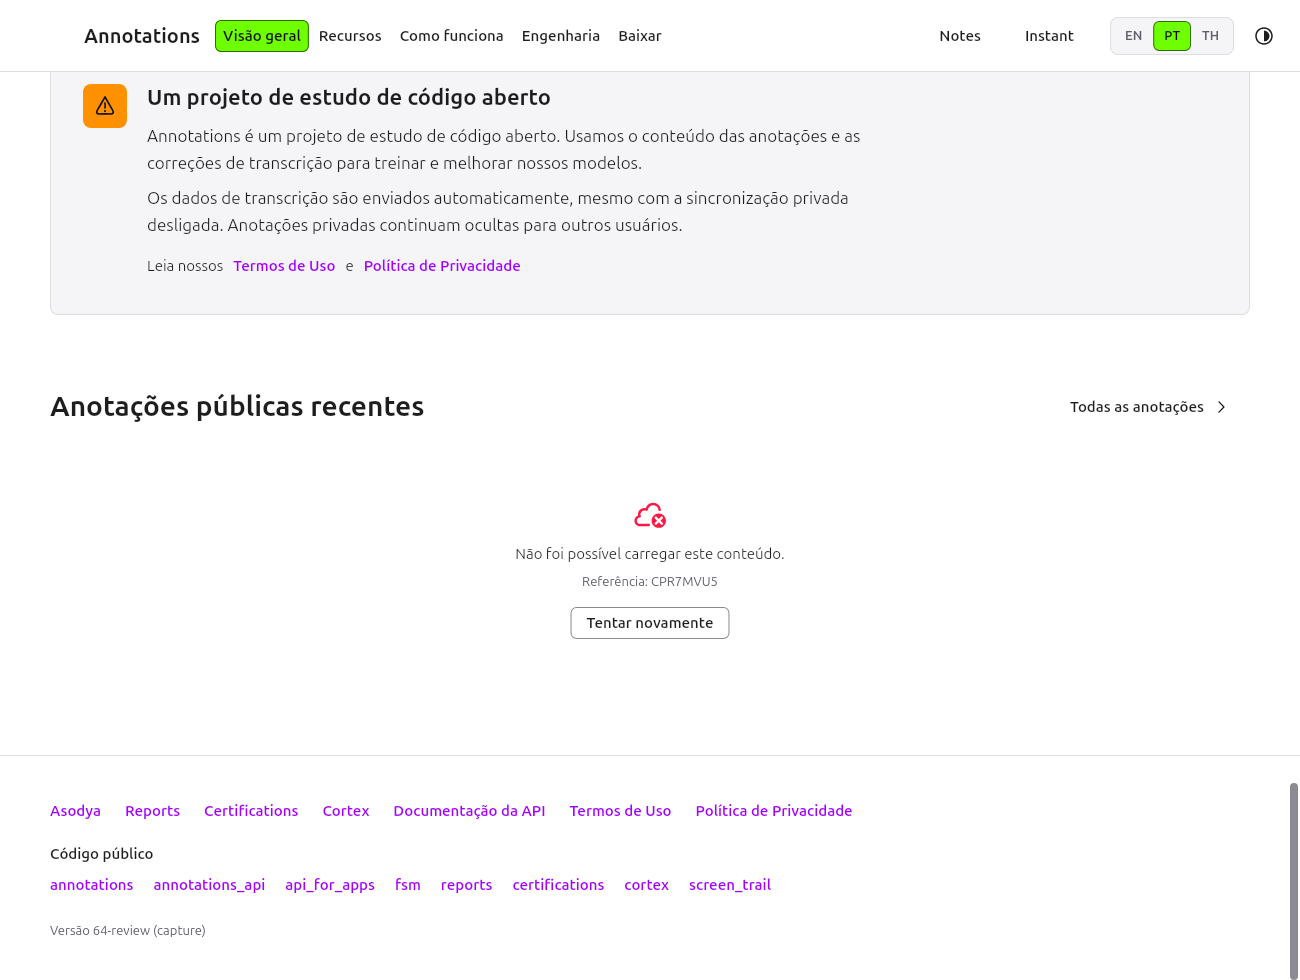 Annotations
Visão geral
Recursos
Como funciona
Engenharia
Baixar
Notes
Instant
EN
PT
TH
Um projeto de estudo de código aberto
Annotations é um projeto de estudo de código aberto. Usamos o conteúdo das anotações e as
correções de transcrição para treinar e melhorar nossos modelos.
Os dados de transcrição são enviados automaticamente, mesmo com a sincronização privada
desligada. Anotações privadas continuam ocultas para outros usuários.
Leia nossos Termos de Uso e Política de Privacidade
Anotações públicas recentes
Todas as anotações
Não foi possível carregar este conteúdo.
Referência: CPR7MVU5
Tentar novamente
Asodya Reports Certifications Cortex Documentação da API Termos de Uso Política de Privacidade
Código público
annotations annotations_api api_for_apps fsm reports certifications cortex screen_trail
Versão 64-review (capture)